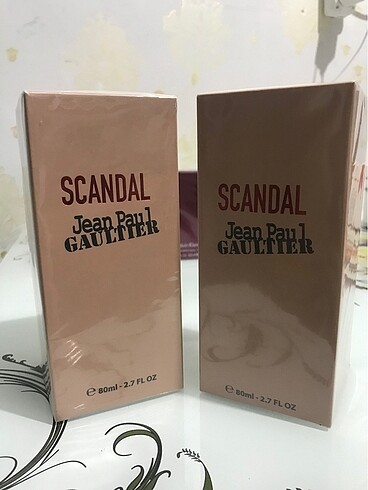 SCANDAL
Jean Paul
GAULTIER
℮ 80ml - 2.7 FL OZ
SCANDAL
Jean Paul
GAULTIER
℮ 80ml - 2.7 FL OZ